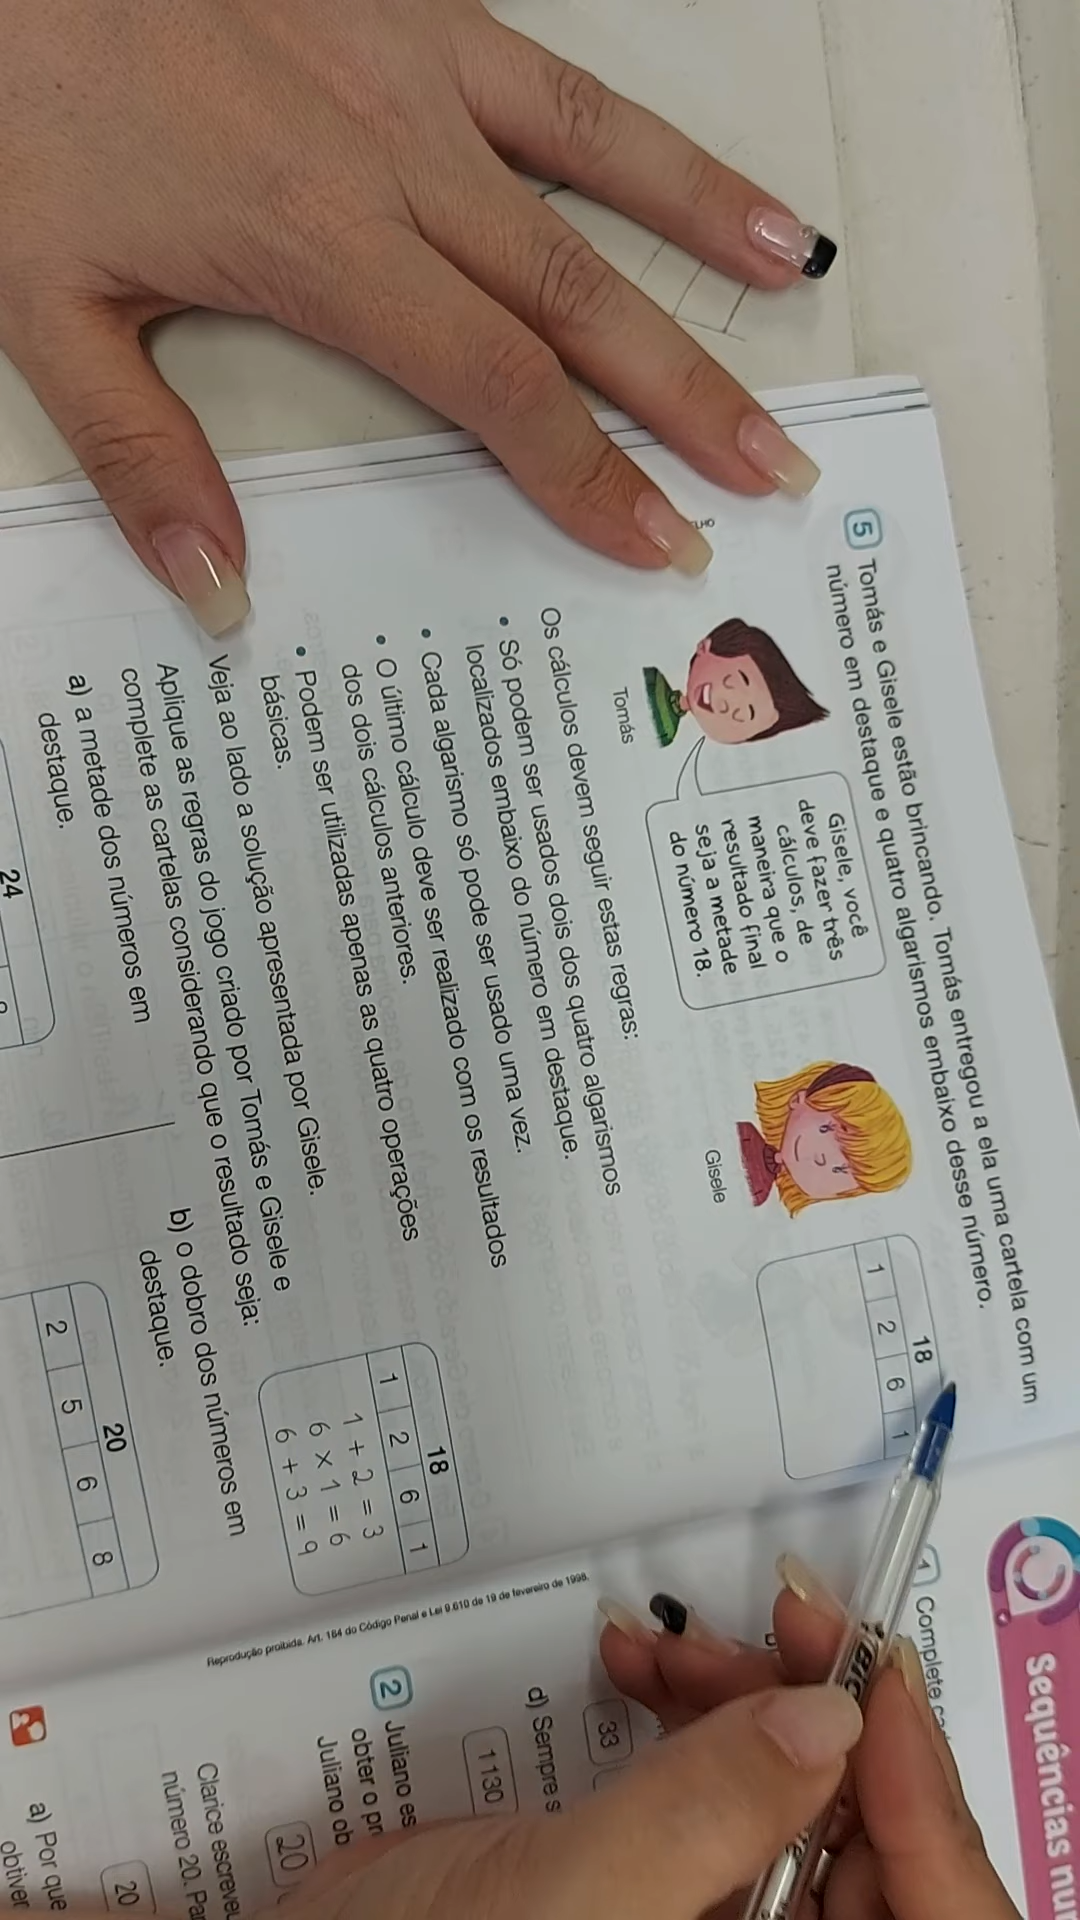 5 Tomás e Gisele estão brincando. Tomás entregou a ela uma cartela com um
número em destaque e quatro algarismos embaixo desse número.
Gisele, você
deve fazer três
cálculos, de
maneira que o
resultado final
seja a metade
do número 18.
Tomás
Gisele
18
1 2 6 1
Os cálculos devem seguir estas regras:
• Só podem ser usados dois dos quatro algarismos
localizados embaixo do número em destaque.
• Cada algarismo só pode ser usado uma vez.
• O último cálculo deve ser realizado com os resultados
dos dois cálculos anteriores.
• Podem ser utilizadas apenas as quatro operações
básicas.
Veja ao lado a solução apresentada por Gisele.
18
1 2 6 1
1 + 2 = 3
6 × 1 = 6
6 + 3 = 9
Aplique as regras do jogo criado por Tomás e Gisele e
complete as cartelas considerando que o resultado seja:
a) a metade dos números em
destaque.
24
b) o dobro dos números em
destaque.
20
2 5 6 8
Reprodução proibida. Art. 184 do Código Penal e Lei 9.610 de 19 de fevereiro de 1998.
Sequências nu
1 Complete
d) Sempre s
33
1130
2 Juliano es
obter o pr
Juliano ob
20
Clarice escreveu
número 20. Pa
20
a) Por que
obtiver